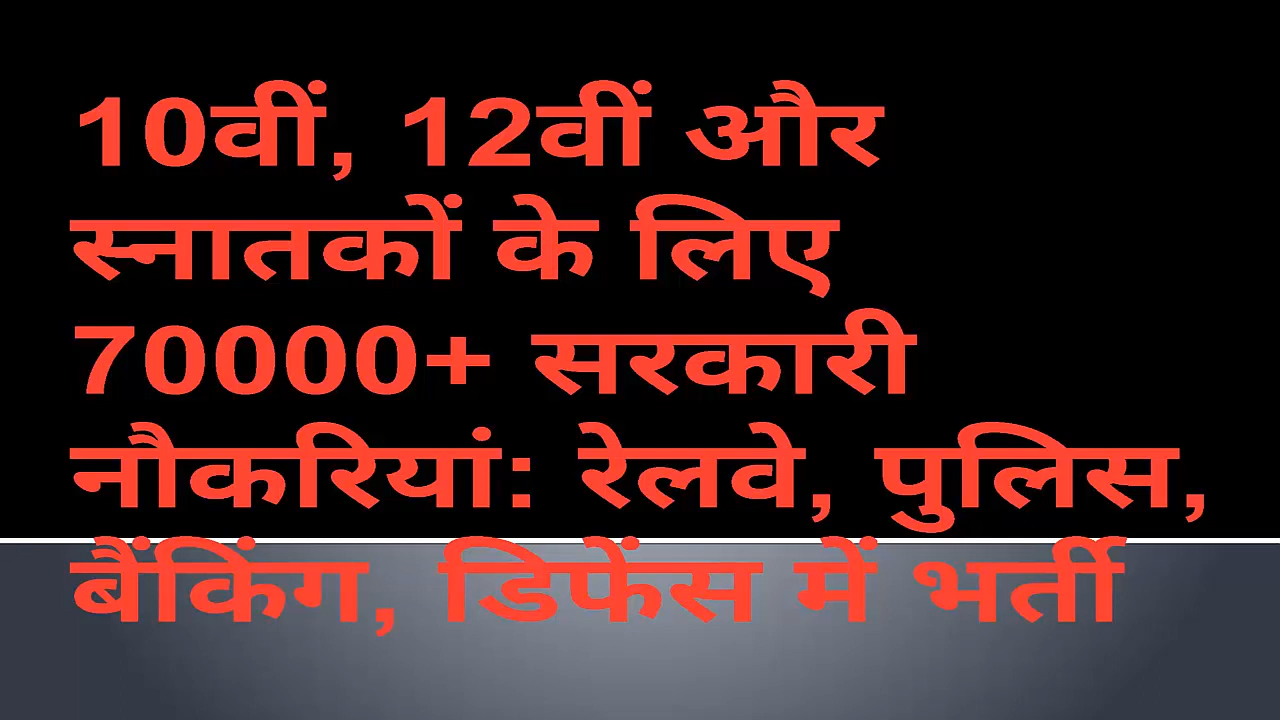 10वीं, 12वीं और
स्नातकों के लिए
70000+ सरकारी
नौकरियां: रेलवे, पुलिस,
बैंकिंग, डिफेंस में भर्ती